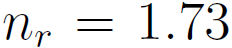 n_r = 1.73